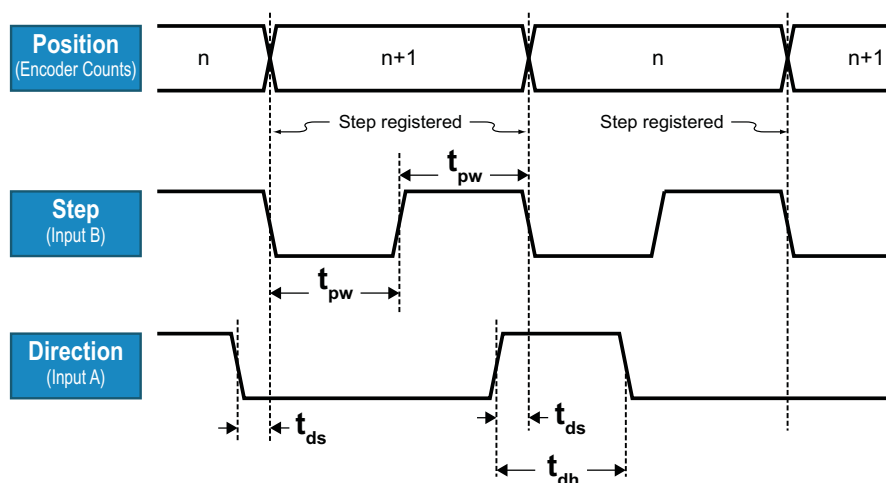 Position
(Encoder Counts)
n
n+1
n
n+1
Step registered
Step registered
tpw
Step
(Input B)
tpw
Direction
(Input A)
tds
tds
tdh